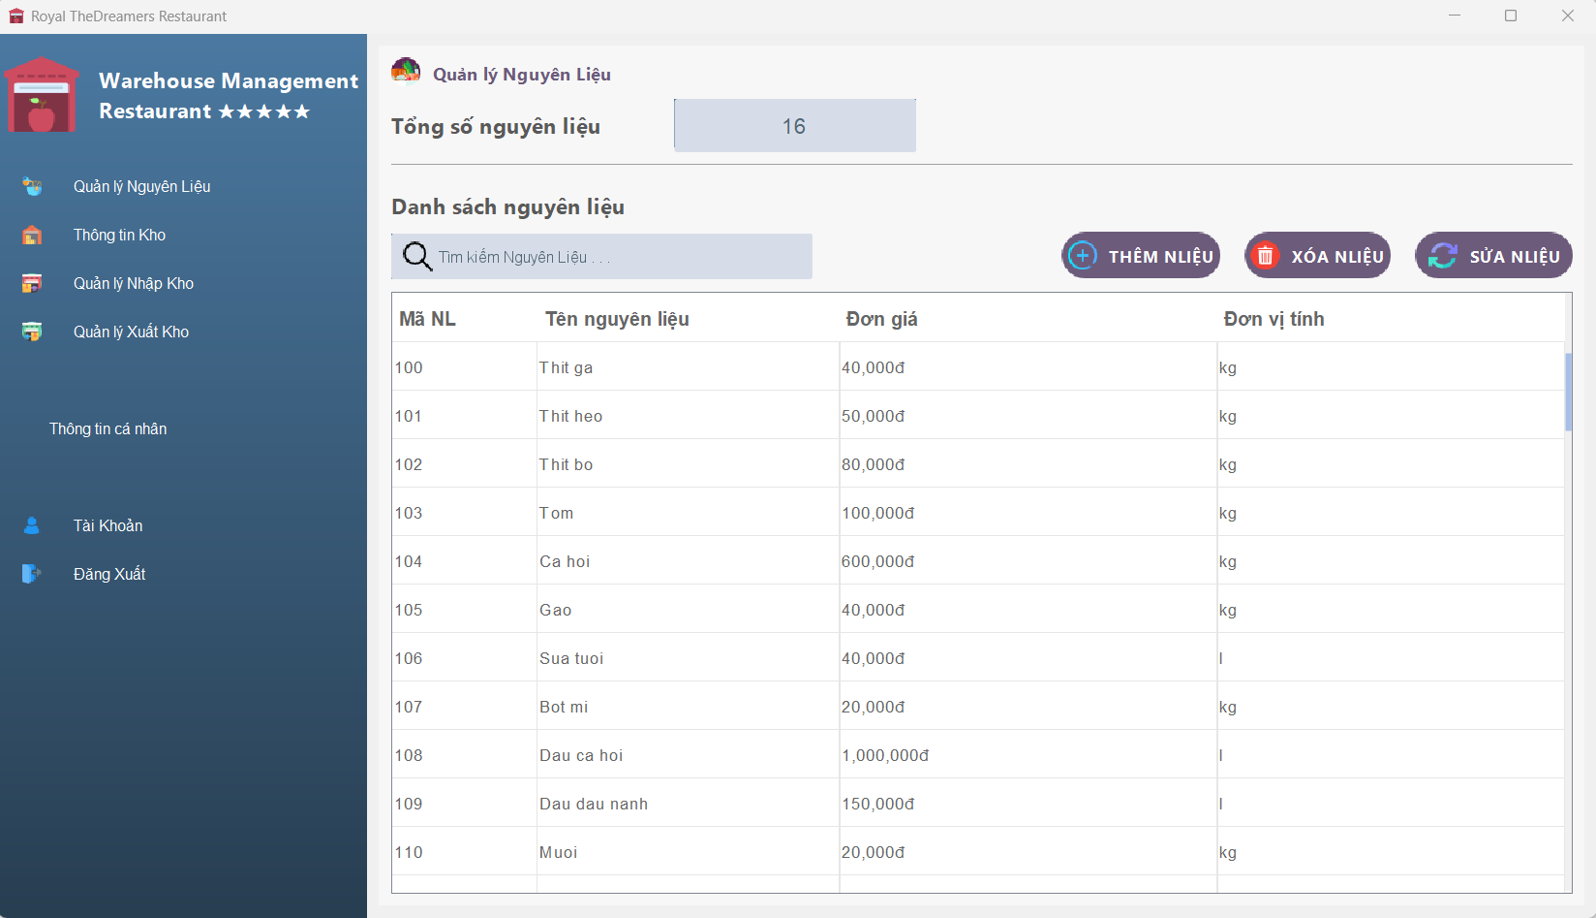 Royal TheDreamers Restaurant
Warehouse Management
Restaurant ★★★★★
Quản lý Nguyên Liệu
Thông tin Kho
Quản lý Nhập Kho
Quản lý Xuất Kho
Thông tin cá nhân
Tài Khoản
Đăng Xuất
Quản lý Nguyên Liệu
Tổng số nguyên liệu 16
Danh sách nguyên liệu
Tìm kiếm Nguyên Liệu . . .
THÊM NLIỆU XÓA NLIỆU SỬA NLIỆU
Mã NL Tên nguyên liệu Đơn giá Đơn vị tính
100 Thit ga 40,000đ kg
101 Thit heo 50,000đ kg
102 Thit bo 80,000đ kg
103 Tom 100,000đ kg
104 Ca hoi 600,000đ kg
105 Gao 40,000đ kg
106 Sua tuoi 40,000đ l
107 Bot mi 20,000đ kg
108 Dau ca hoi 1,000,000đ l
109 Dau dau nanh 150,000đ l
110 Muoi 20,000đ kg